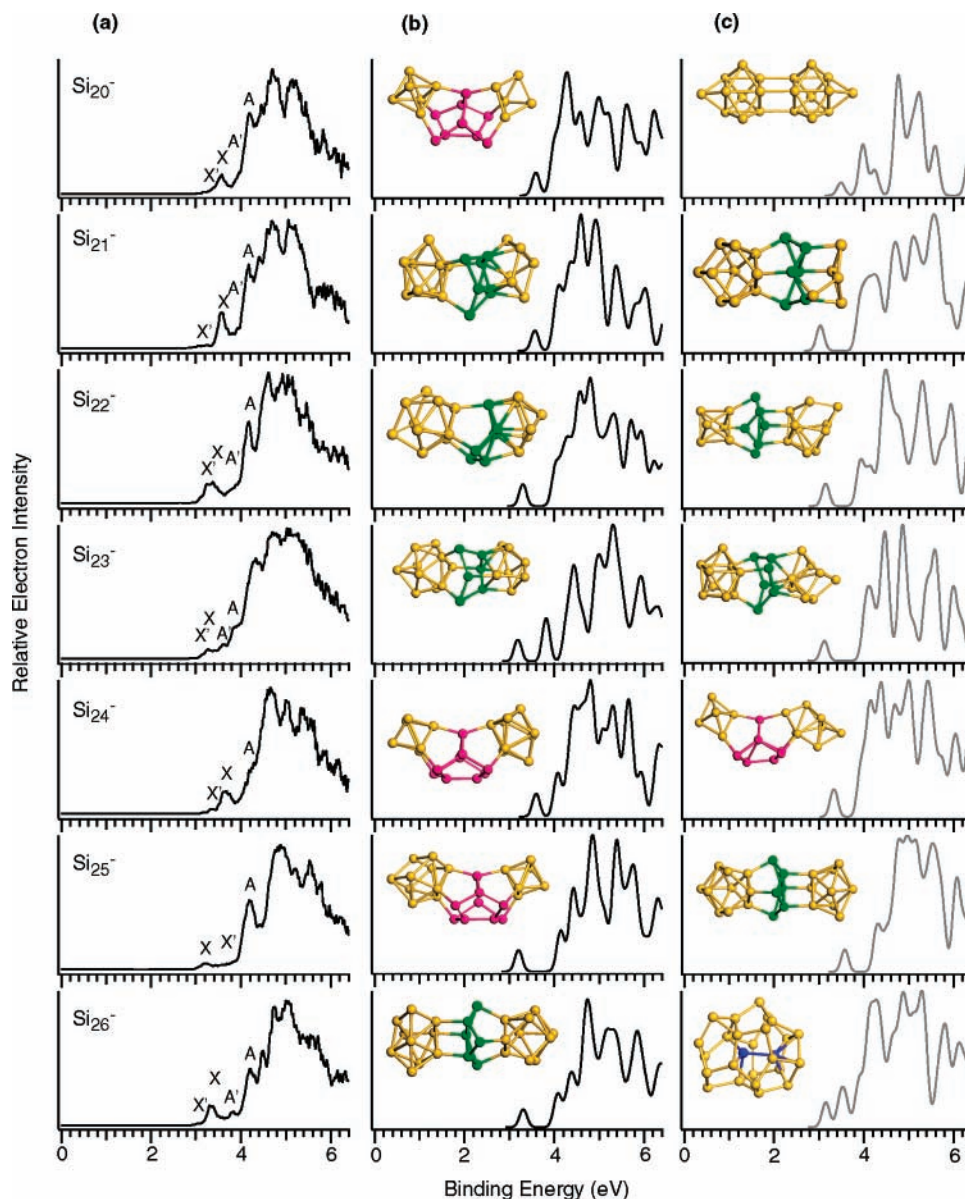 (a) (b) (c)
Relative Electron Intensity
Si20-
X' X A' A
Si21-
X' X A' A
Si22-
X' X A' A
Si23-
X' X A' A
Si24-
X' X A
Si25-
X X' A
Si26-
X' X A' A
0 2 4 6 0 2 4 6 0 2 4 6
Binding Energy (eV)